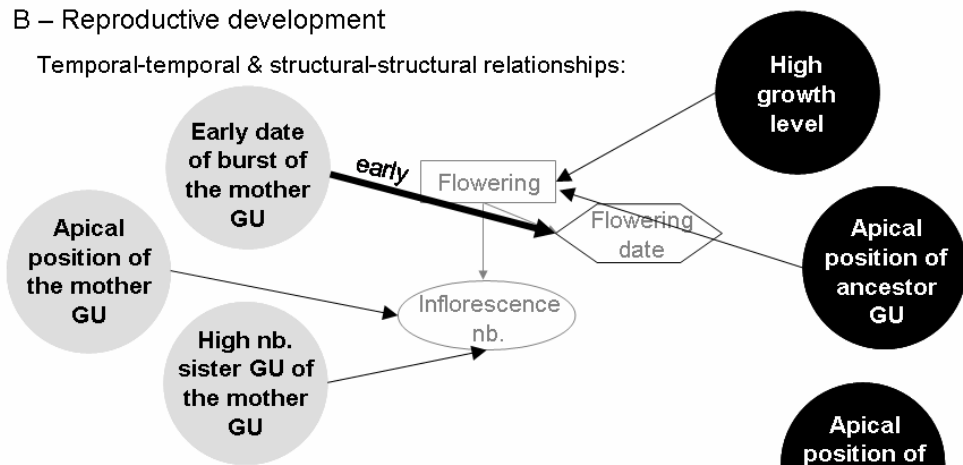 B – Reproductive development
Temporal-temporal & structural-structural relationships:
High
growth
level
Early date
of burst of
the mother
GU
early
Flowering
Flowering
date
Apical
position of
the mother
GU
Apical
position of
ancestor
GU
Inflorescence
nb.
High nb.
sister GU of
the mother
GU
Apical
position of